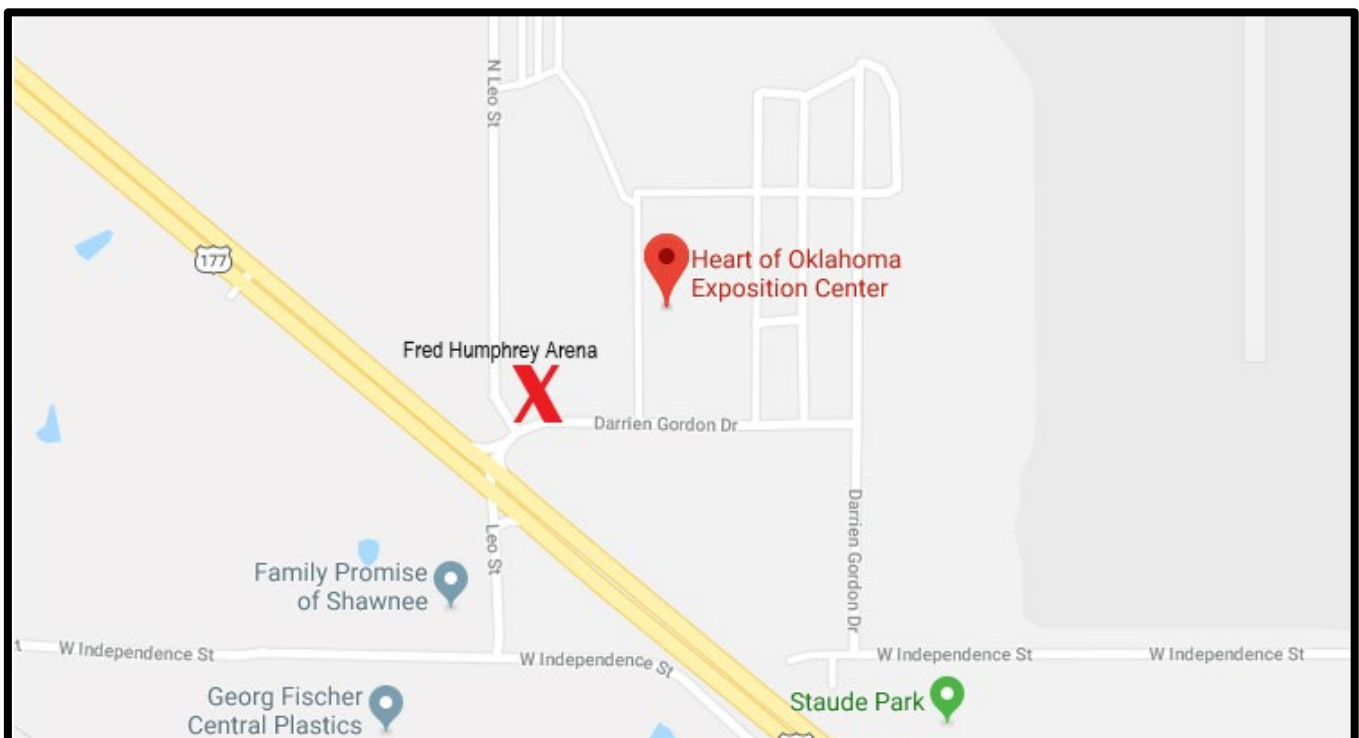 N Leo St
177
Heart of Oklahoma
Exposition Center
Fred Humphrey Arena
X
Darrien Gordon Dr
Darrien Gordon Dr
Leo St
Family Promise
of Shawnee
W Independence St
W Independence St
W Independence St
W Independence St
Georg Fischer
Central Plastics
Staude Park